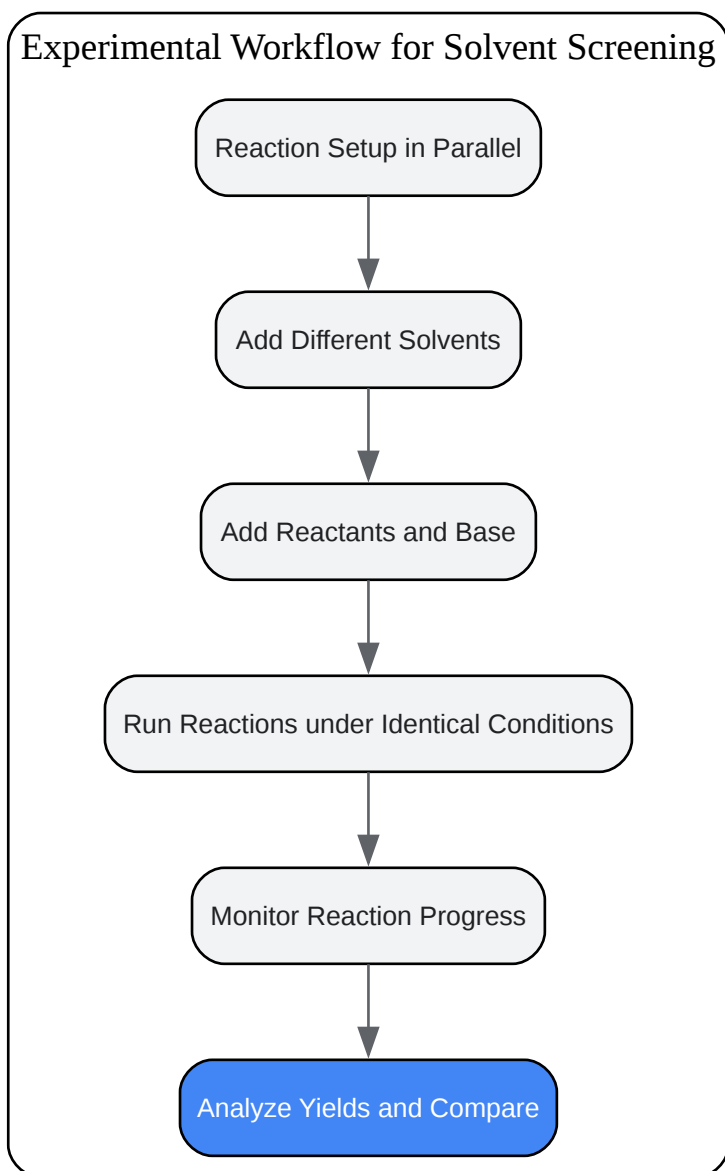 Experimental Workflow for Solvent Screening
Reaction Setup in Parallel
Add Different Solvents
Add Reactants and Base
Run Reactions under Identical Conditions
Monitor Reaction Progress
Analyze Yields and Compare